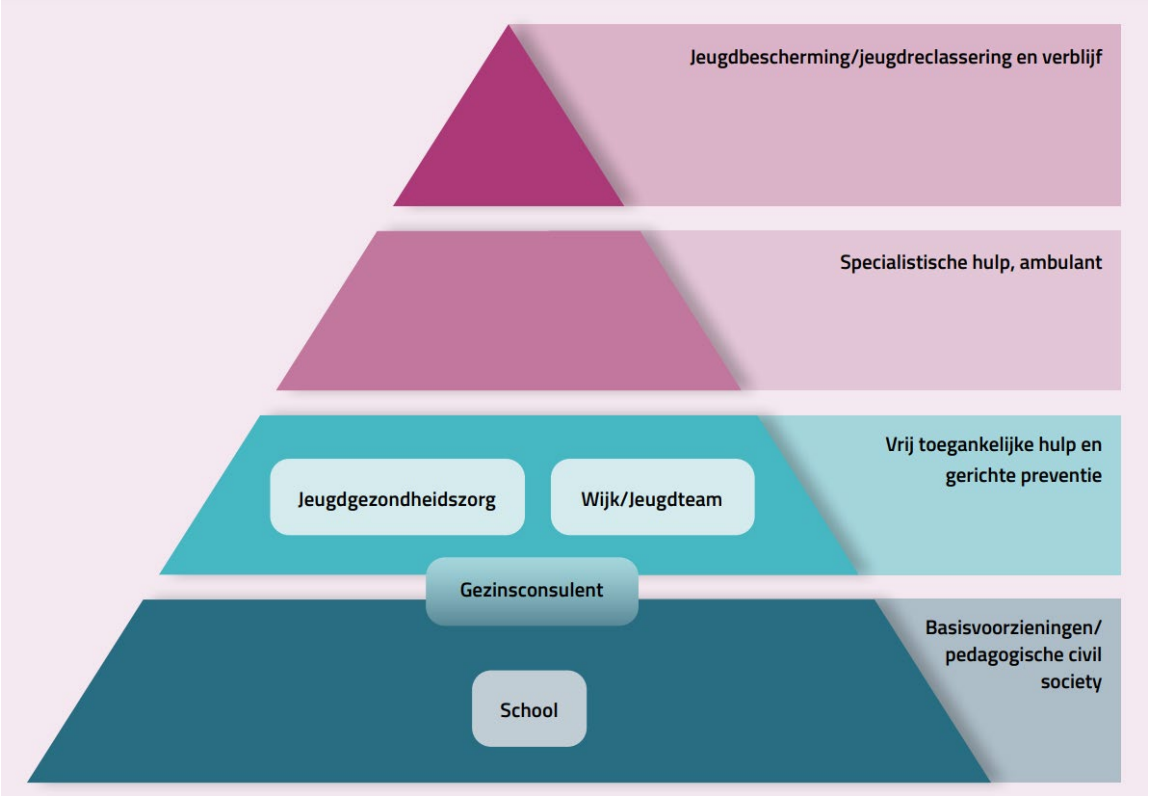 Jeugdbescherming/jeugdreclassering en verblijf
Specialistische hulp, ambulant
Vrij toegankelijke hulp en
gerichte preventie
Jeugdgezondheidszorg
Wijk/Jeugdteam
Gezinsconsulent
Basisvoorzieningen/
pedagogische civil
society
School